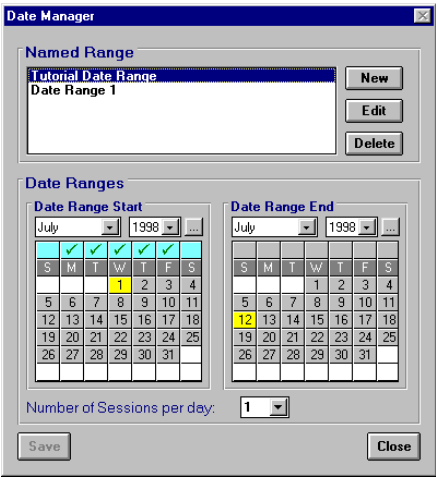 Date Manager
Named Range
Tutorial Date Range
Date Range 1
New
Edit
Delete
Date Ranges
Date Range Start
July 1998 ...
S M T W T F S
1 2 3 4
5 6 7 8 9 10 11
12 13 14 15 16 17 18
19 20 21 22 23 24 25
26 27 28 29 30 31
Date Range End
July 1998 ...
S M T W T F S
1 2 3 4
5 6 7 8 9 10 11
12 13 14 15 16 17 18
19 20 21 22 23 24 25
26 27 28 29 30 31
Number of Sessions per day: 1
Save
Close